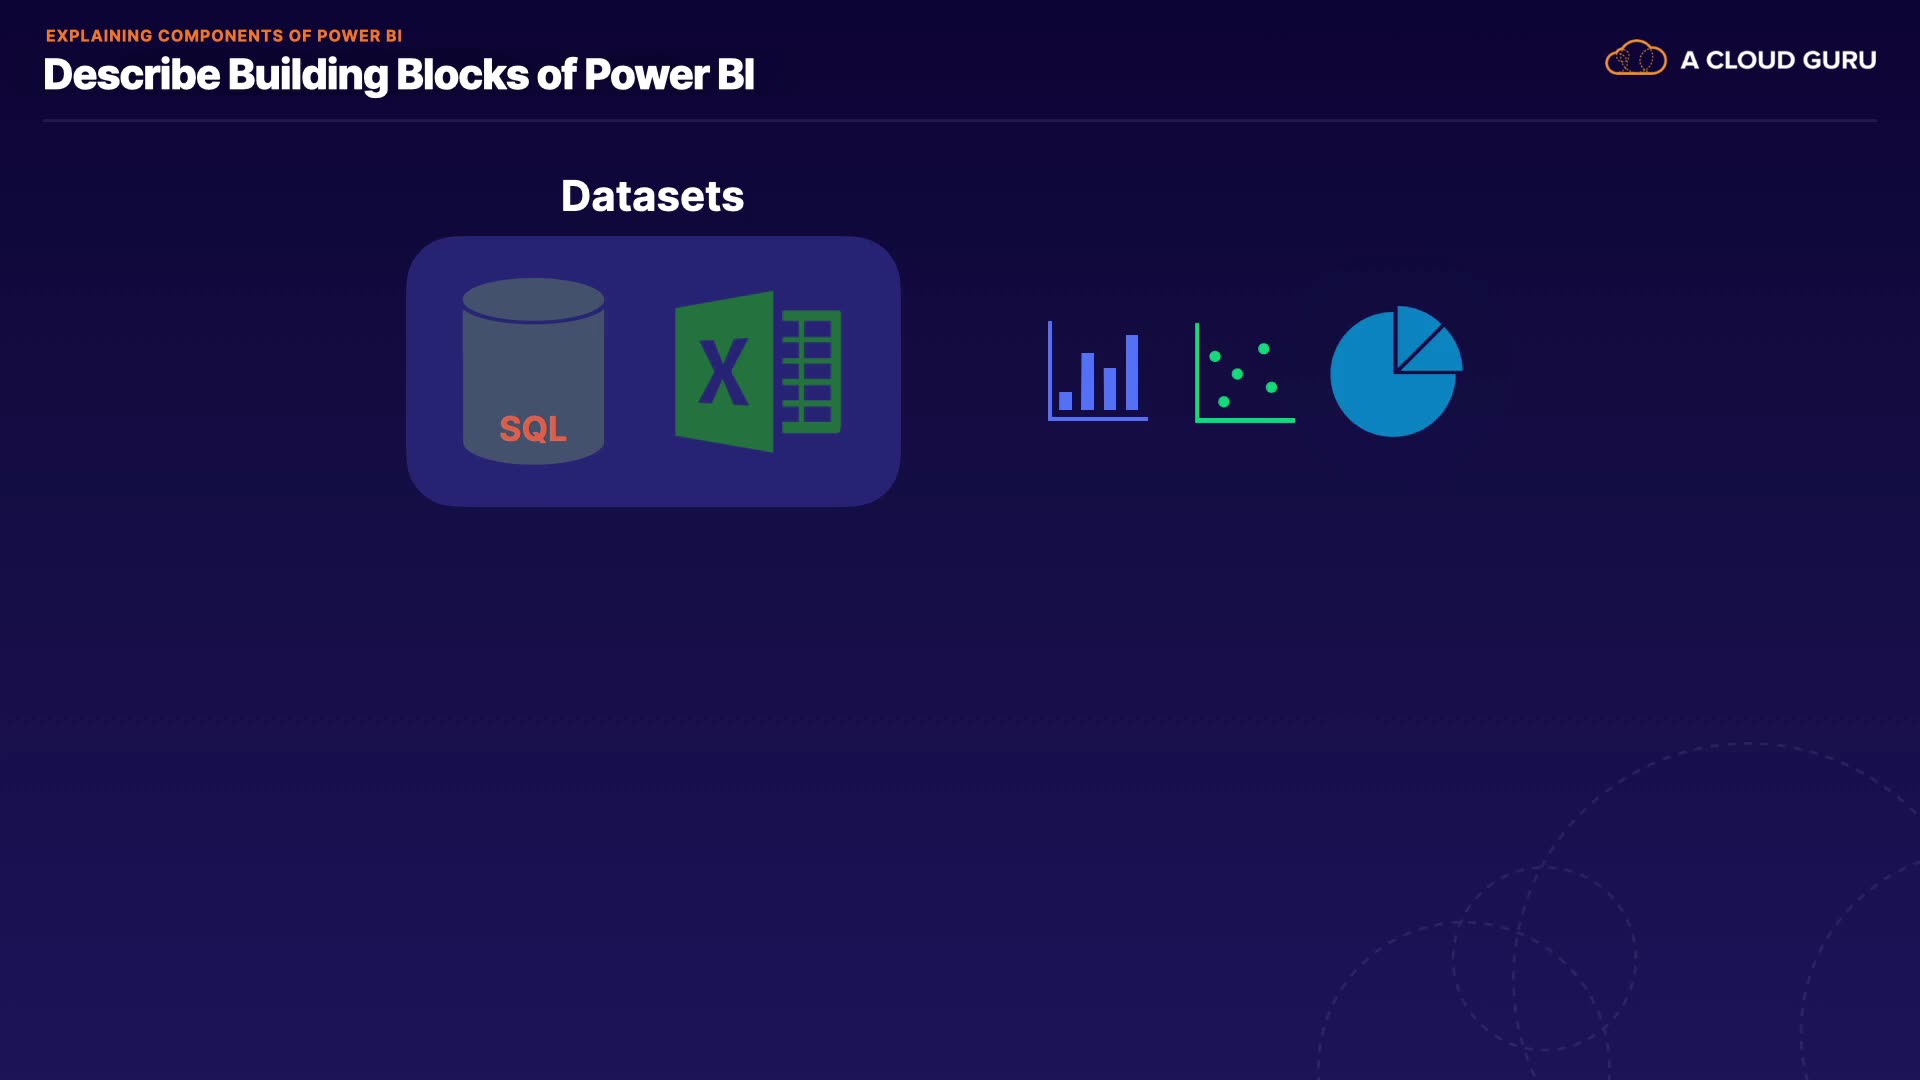 EXPLAINING COMPONENTS OF POWER BI
Describe Building Blocks of Power BI
A CLOUD GURU
Datasets
SQL
X